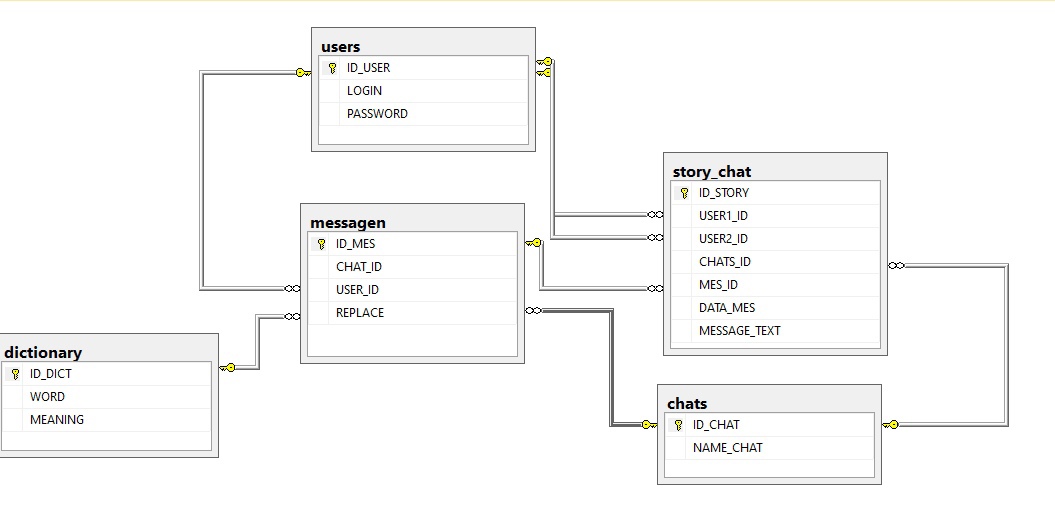 users
ID_USER
LOGIN
PASSWORD
story_chat
ID_STORY
USER1_ID
USER2_ID
CHATS_ID
MES_ID
DATA_MES
MESSAGE_TEXT
messagen
ID_MES
CHAT_ID
USER_ID
REPLACE
dictionary
ID_DICT
WORD
MEANING
chats
ID_CHAT
NAME_CHAT